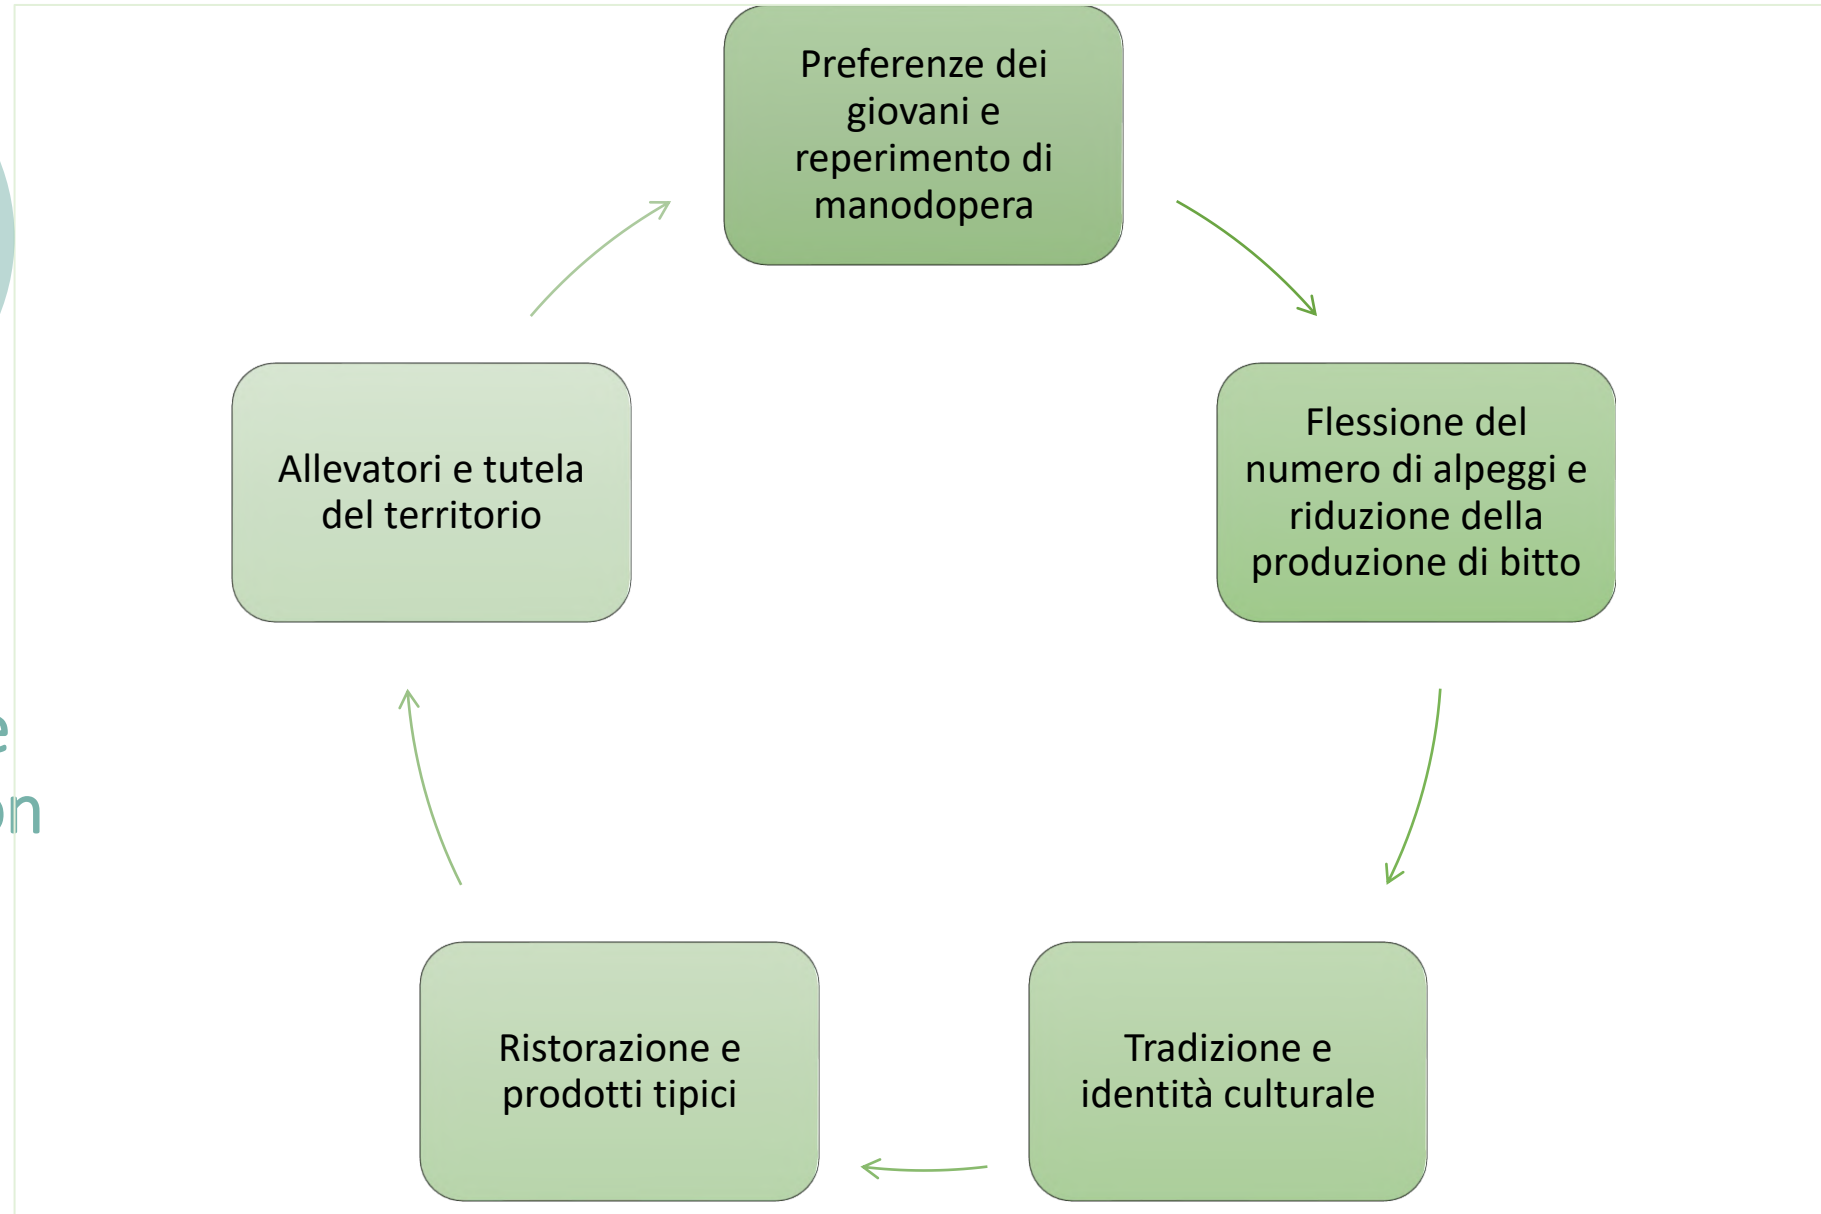 Preferenze dei
giovani e
reperimento di
manodopera
Flessione del
numero di alpeggi e
riduzione della
produzione di bitto
Tradizione e
identità culturale
Ristorazione e
prodotti tipici
Allevatori e tutela
del territorio
e
on